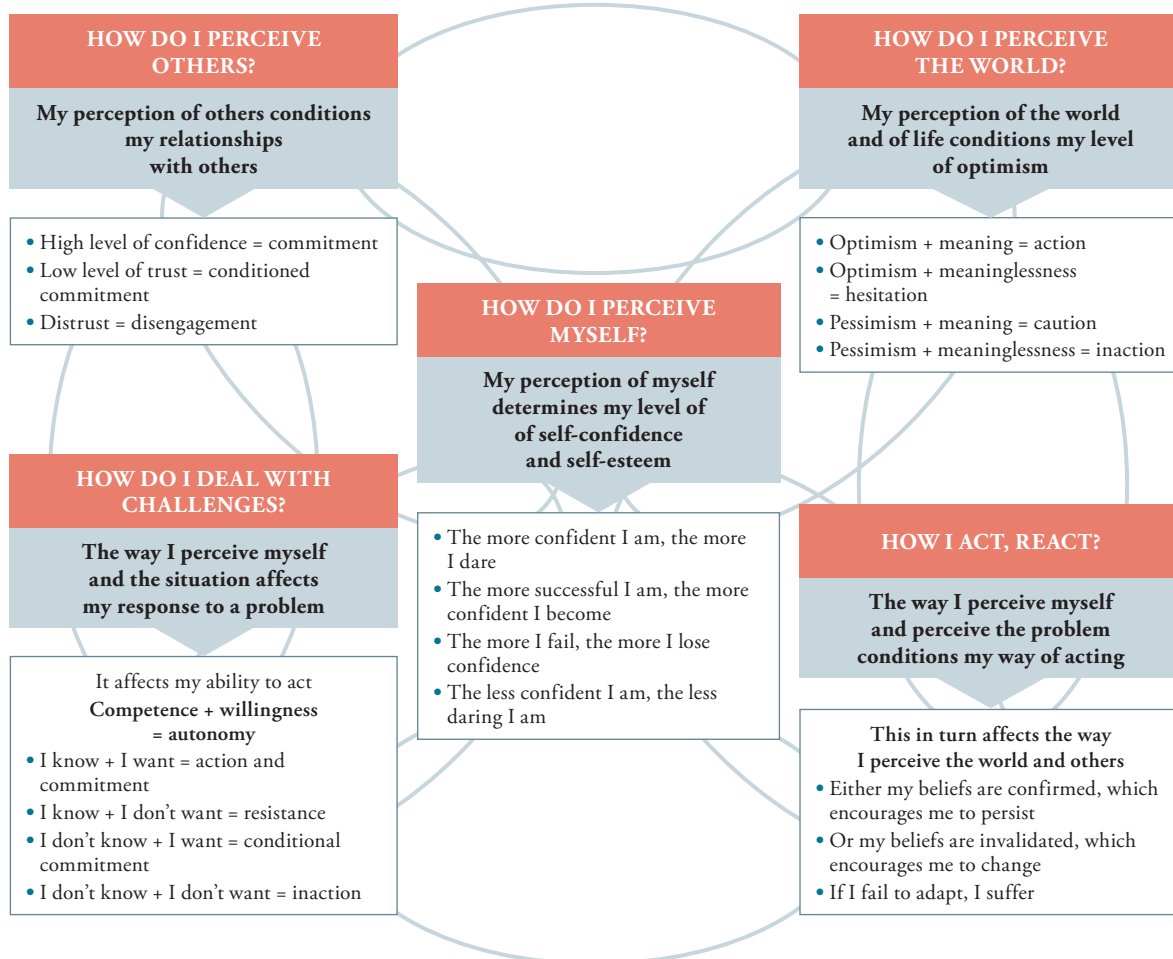 HOW DO I PERCEIVE
OTHERS?
My perception of others conditions
my relationships
with others
• High level of confidence = commitment
• Low level of trust = conditioned
commitment
• Distrust = disengagement
HOW DO I PERCEIVE
THE WORLD?
My perception of the world
and of life conditions my level
of optimism
• Optimism + meaning = action
• Optimism + meaninglessness
= hesitation
• Pessimism + meaning = caution
• Pessimism + meaninglessness = inaction
HOW DO I PERCEIVE
MYSELF?
My perception of myself
determines my level of
of self-confidence
and self-esteem
• The more confident I am, the more
I dare
• The more successful I am, the more
confident I become
• The more I fail, the more I lose
confidence
• The less confident I am, the less
daring I am
HOW DO I DEAL WITH
CHALLENGES?
The way I perceive myself
and the situation affects
my response to a problem
It affects my ability to act
Competence + willingness
= autonomy
• I know + I want = action and
commitment
• I know + I don't want = resistance
• I don't know + I want = conditional
commitment
• I don't know + I don't want = inaction
HOW I ACT, REACT?
The way I perceive myself
and perceive the problem
conditions my way of acting
This in turn affects the way
I perceive the world and others
• Either my beliefs are confirmed, which
encourages me to persist
• Or my beliefs are invalidated, which
encourages me to change
• If I fail to adapt, I suffer